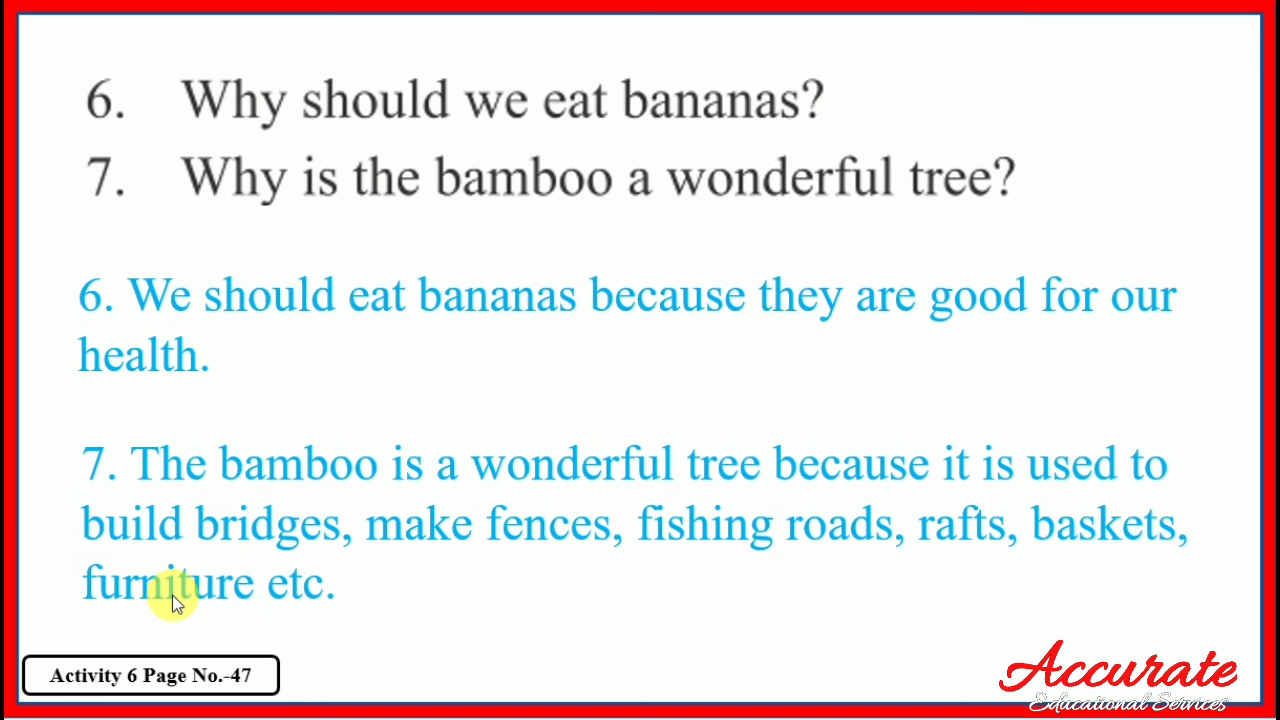 6. Why should we eat bananas?
7. Why is the bamboo a wonderful tree?
6. We should eat bananas because they are good for our
health.
7. The bamboo is a wonderful tree because it is used to
build bridges, make fences, fishing roads, rafts, baskets,
furniture etc.
Activity 6 Page No.-47
Accurate
Educational Services